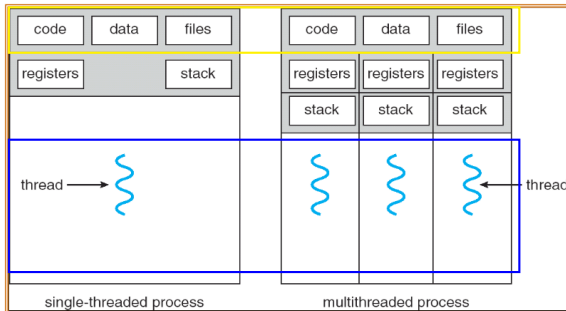 code data files code data files
registers stack registers registers registers
stack stack stack
thread thread
single-threaded process multithreaded process